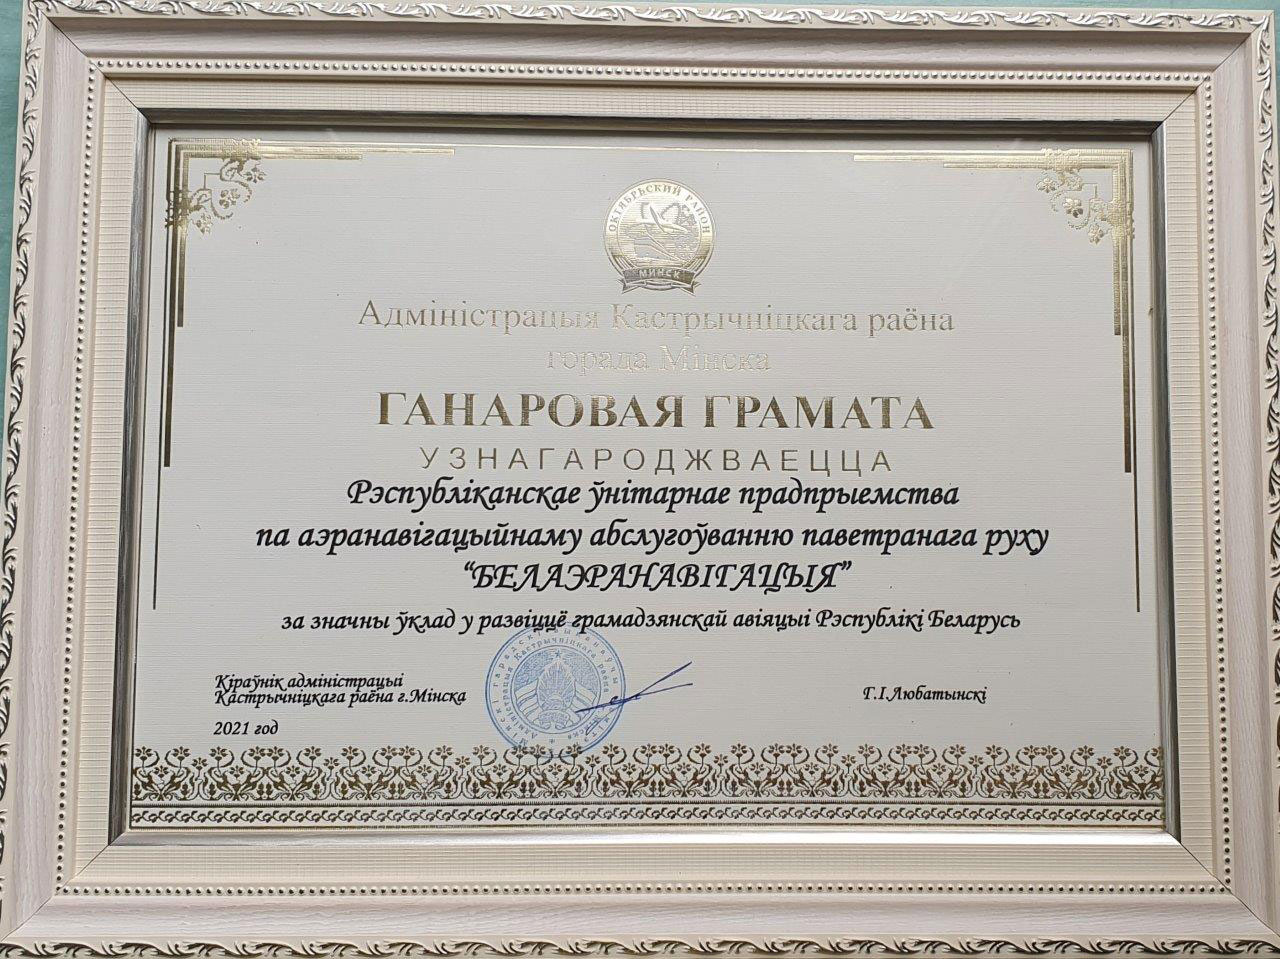 ОКТЯБРЬСКИЙ РАЙОН
МИНСК
Адміністрацыя Кастрычніцкага раёна
горада Мінска
ГАНАРОВАЯ ГРАМАТА
УЗНАГАРОДЖВАЕЦЦА
Рэспубліканскае ўнітарнае прадпрыемства
па аэранавігацыйнаму абслугоўванню паветранага руху
“БЕЛАЭРАНАВІГАЦЫЯ”
за значны ўклад у развіццё грамадзянскай авіяцыі Рэспублікі Беларусь
Кіраўнік адміністрацыі
Кастрычніцкага раёна г.Мінска
Г.І.Любатынскі
2021 год